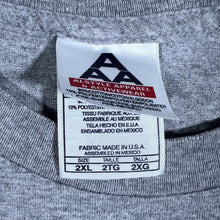 AAA
ALSTYLE APPAREL
& ACTIVEWEAR
10% POLYESTER
TISSU FABRIQUE AUX É.-U.
ASSEMBLE AU MEXIQUE
TELA HECHO EN E.U.A
ENSAMBLADO EN MEXICO
FABRIC MADE IN U.S.A.
ASSEMBLED IN MEXICO
SIZE TAILLE TALLA
2XL 2TG 2XG